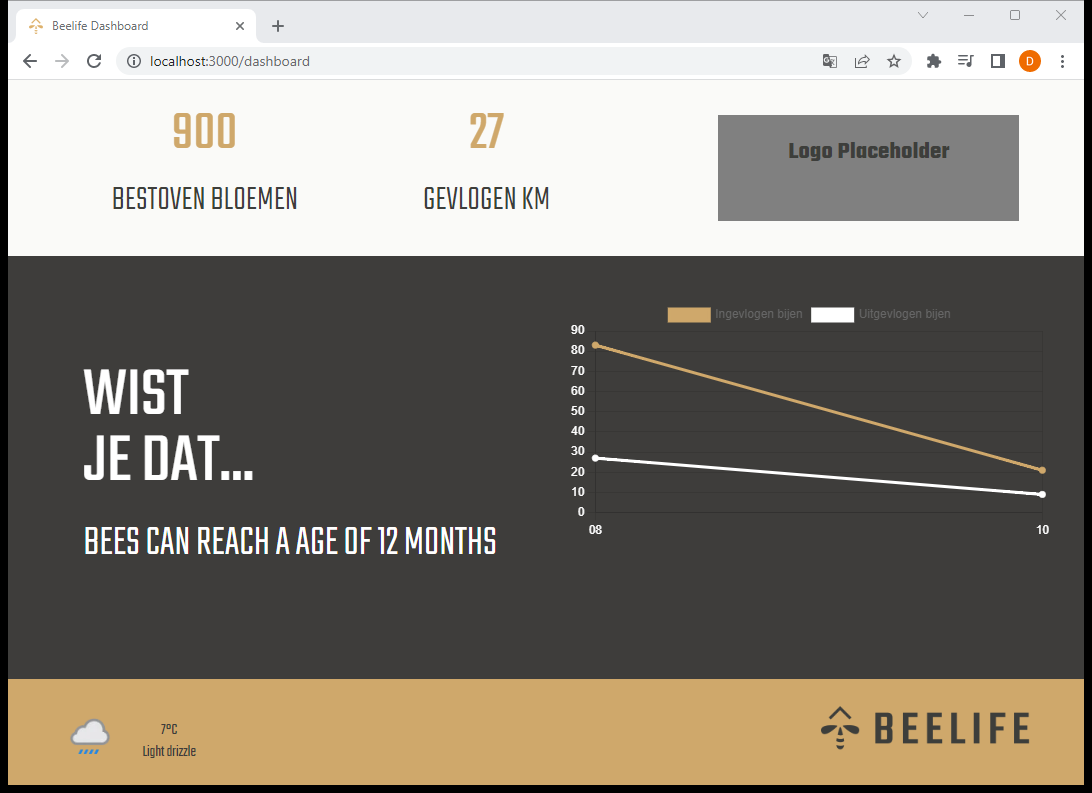 Beelife Dashboard
localhost:3000/dashboard
D
900
27
BESTOVEN BLOEMEN
GEVLOGEN KM
Logo Placeholder
WIST
JE DAT...
BEES CAN REACH A AGE OF 12 MONTHS
Ingevlogen bijen
Uitgevlogen bijen
90
80
70
60
50
40
30
20
10
0
08
10
7°C
Light drizzle
BEELIFE